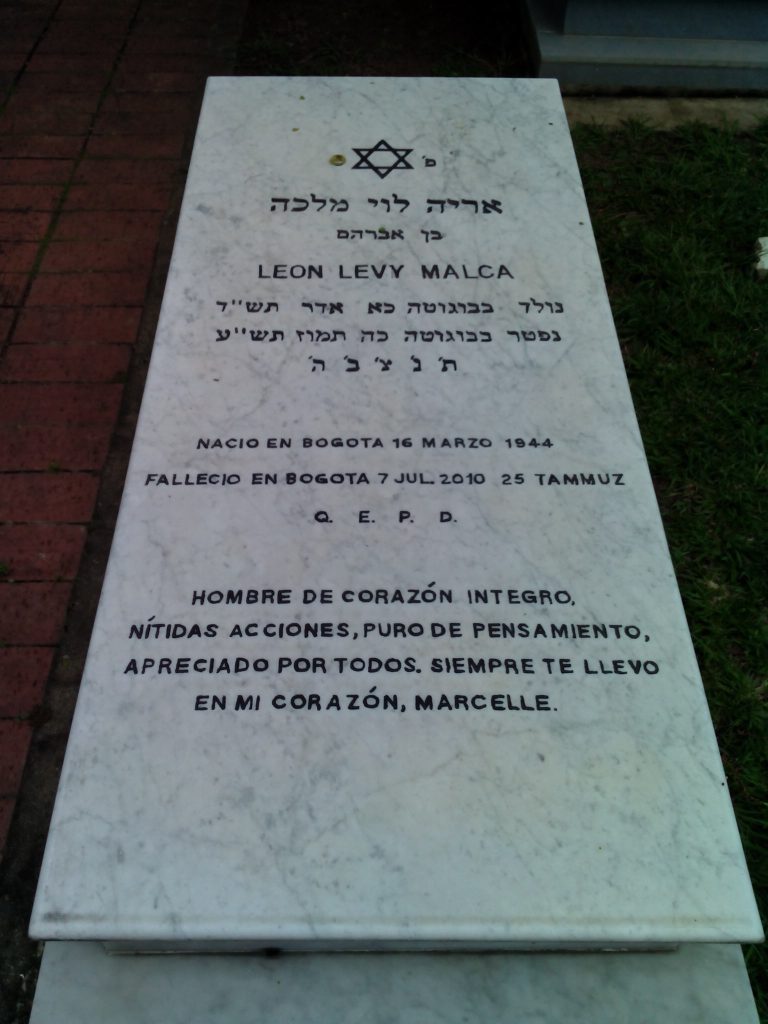 פ׳
אריה לוי מלכה
בן אברהם
LEON LEVY MALCA
נולד בבוגוטה כא אדר תש״ד
נפטר בבוגוטה כה תמוז תש״ע
ת׳ נ׳ צ׳ ב׳ ה׳
NACIO EN BOGOTA 16 MARZO 1944
FALLECIO EN BOGOTA 7 JUL. 2010 25 TAMMUZ
Q. E. P. D.
HOMBRE DE CORAZÓN INTEGRO,
NÍTIDAS ACCIONES, PURO DE PENSAMIENTO,
APRECIADO POR TODOS. SIEMPRE TE LLEVO
EN MI CORAZÓN, MARCELLE.